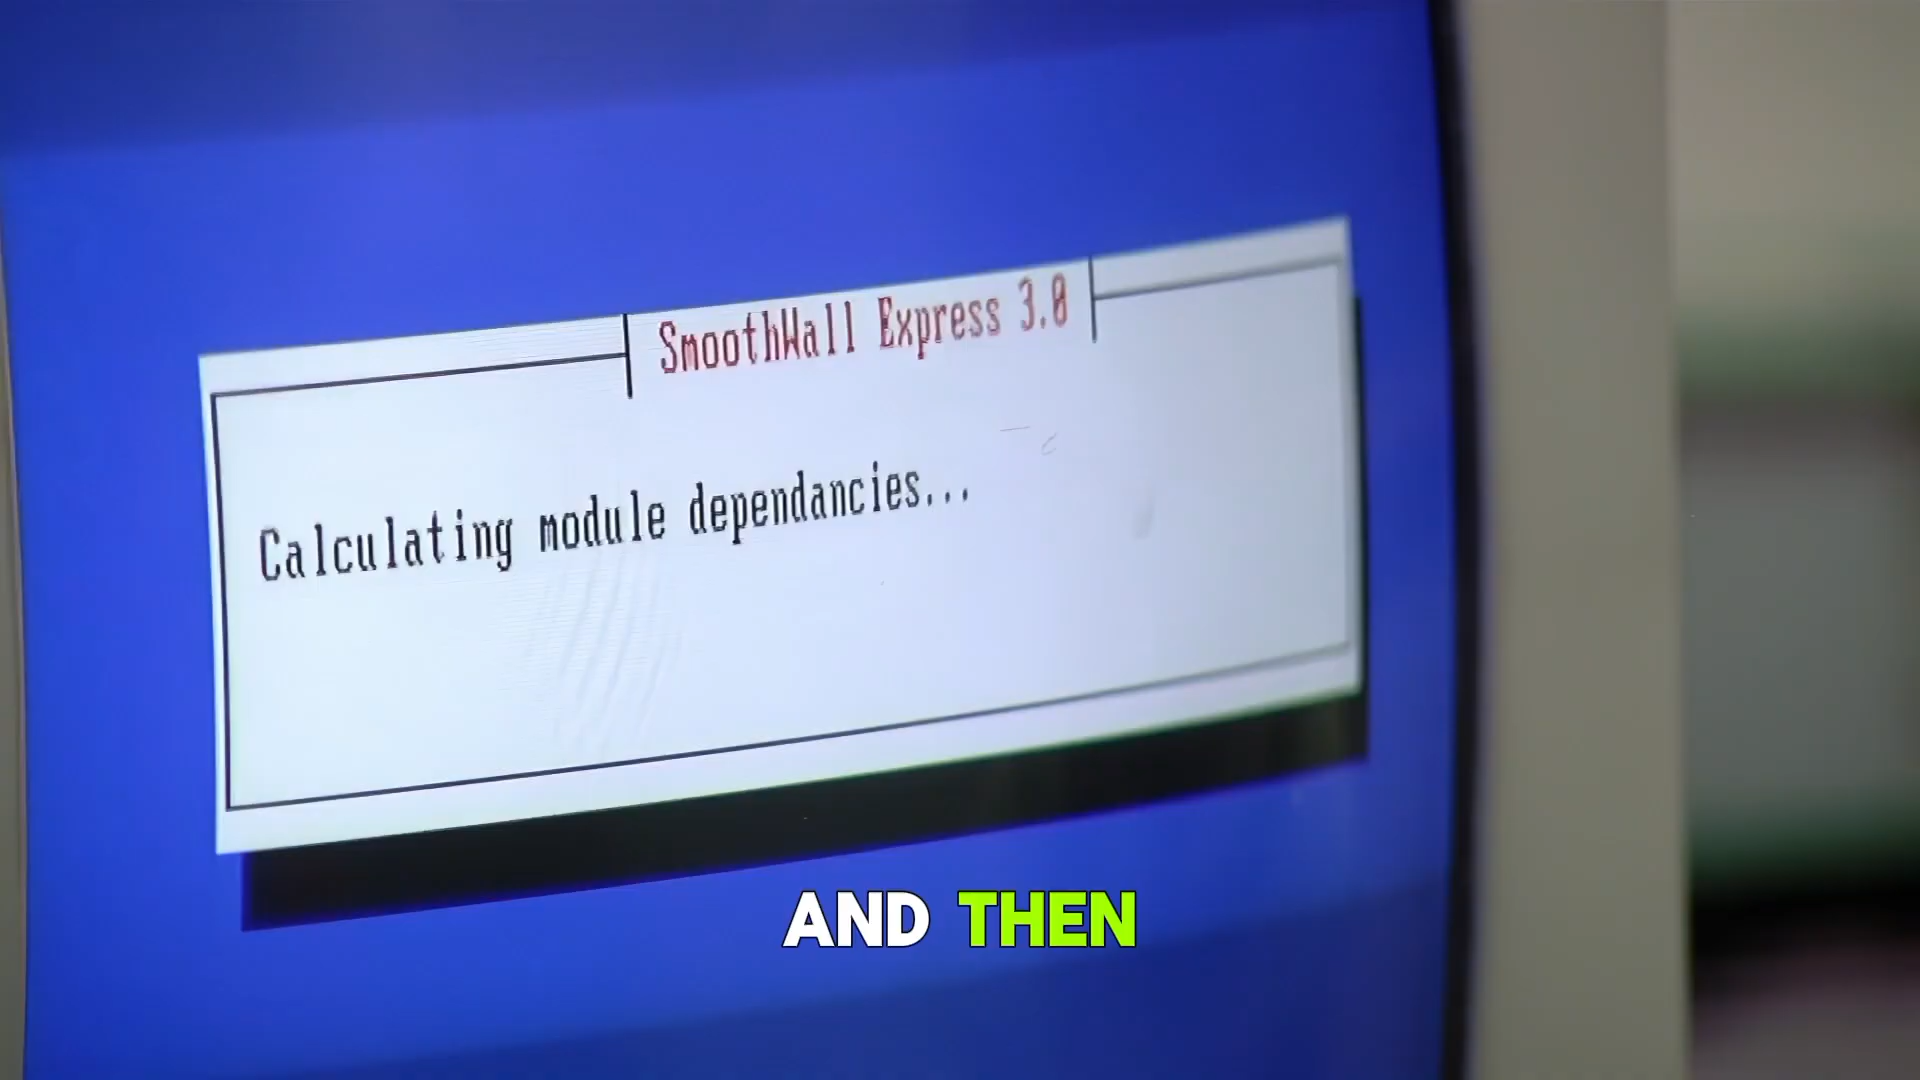 SmoothWall Express 3.0
Calculating module dependancies...
AND THEN